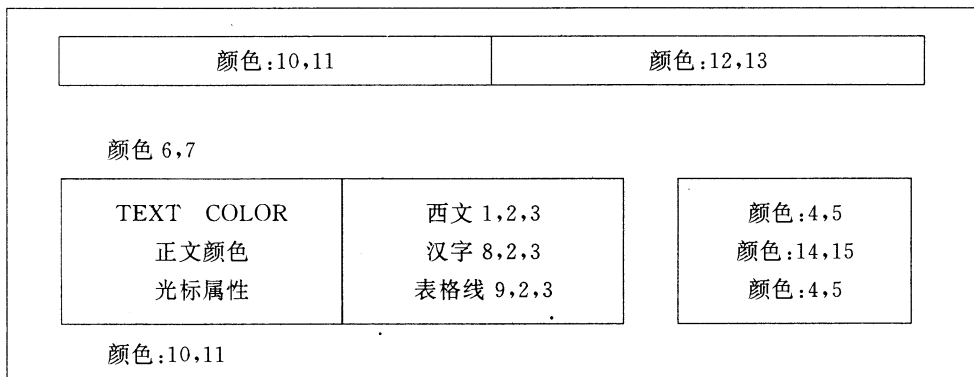 颜色:10,11 颜色:12,13
颜色 6,7
TEXT COLOR 西文 1,2,3 颜色:4,5
正文颜色 汉字 8,2,3 颜色:14,15
光标属性 表格线 9,2,3 颜色:4,5
颜色:10,11